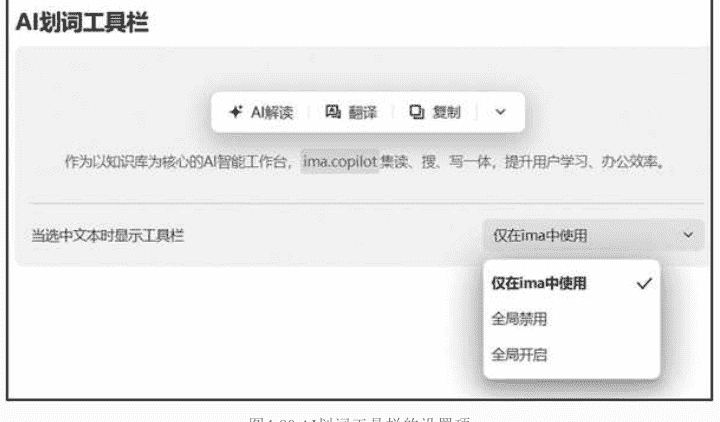 AI划词工具栏
AI解读 翻译 复制
作为以知识库为核心的AI智能工作台，ima.copilot集读、搜、写一体，提升用户学习、办公效率。
当选中文本时显示工具栏 仅在ima中使用
仅在ima中使用
全局禁用
全局开启